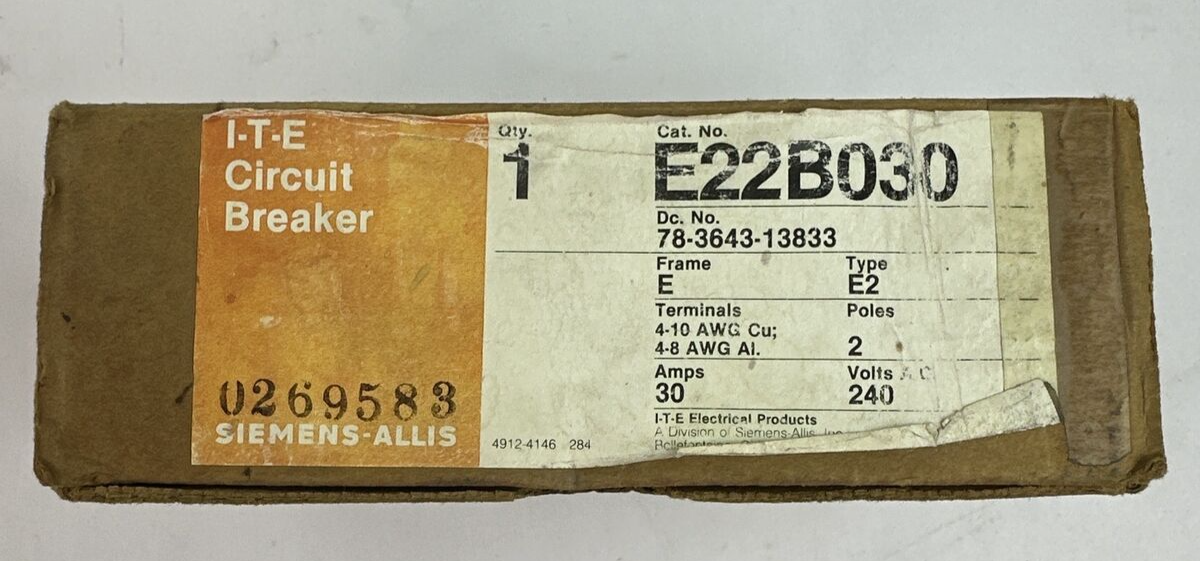 I-T-E
Circuit
Breaker
0269583
SIEMENS-ALLIS
Qty.
1
4912-4146 284
Cat. No.
E22B030
Dc. No.
78-3643-13833
Frame Type
E E2
Terminals Poles
4-10 AWG Cu;
4-8 AWG Al. 2
Amps Volts A.C.
30 240
I-T-E Electrical Products
A Division of Siemens-Allis, Inc.